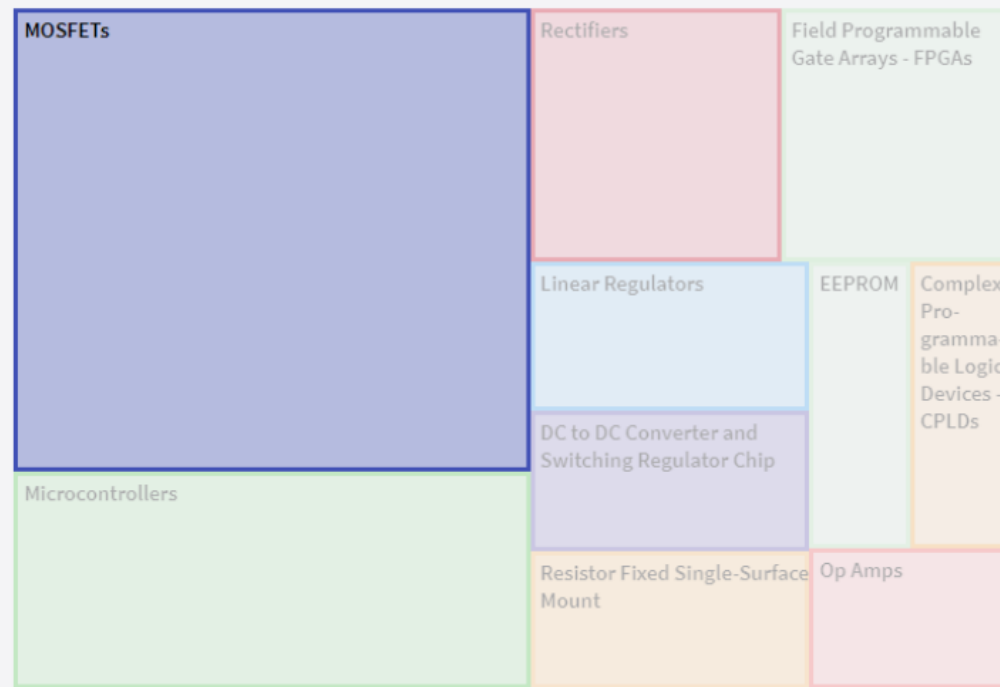 MOSFETs
Rectifiers
Field Programmable
Gate Arrays - FPGAs
Linear Regulators
EEPROM
Complex
Pro-
gramma-
ble Logic
Devices -
CPLDs
DC to DC Converter and
Switching Regulator Chip
Microcontrollers
Resistor Fixed Single-Surface
Mount
Op Amps